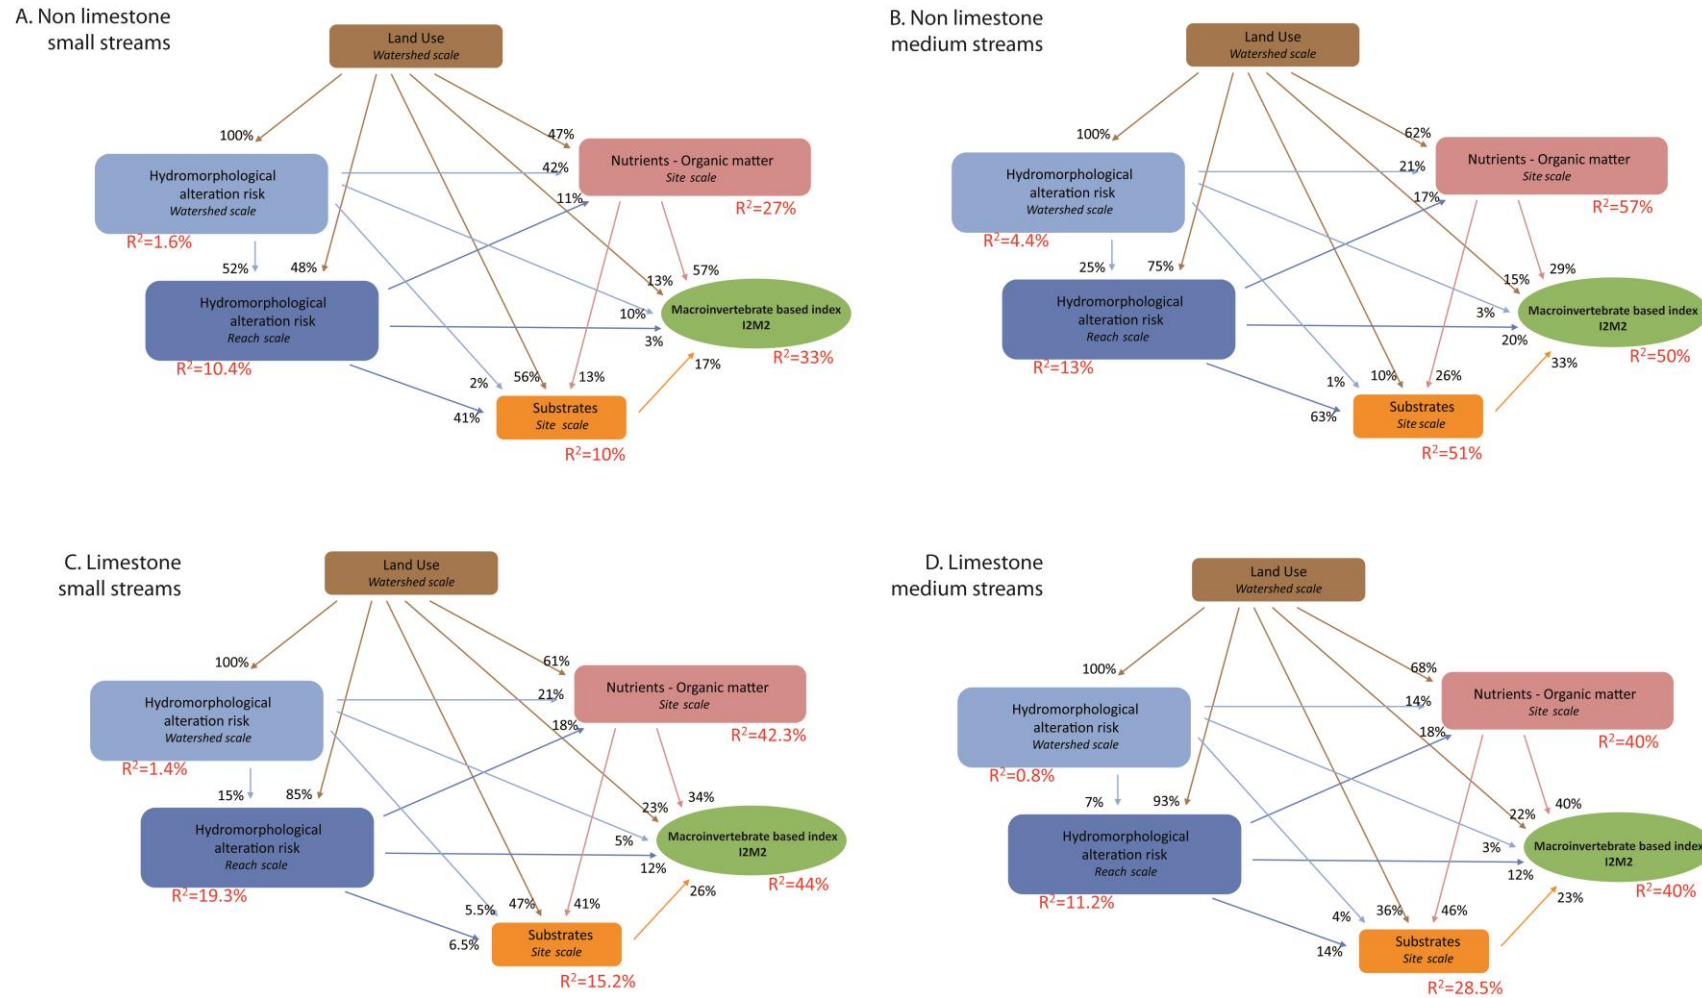 A. Non limestone
small streams
Land Use
Watershed scale
100%
47%
Hydromorphological
alteration risk
Watershed scale
R²=1.6%
42%
Nutrients - Organic matter
Site scale
11%
R²=27%
52%
48%
Hydromorphological
alteration risk
Reach scale
R²=10.4%
13%
57%
10%
3%
Macroinvertebrate based index
I2M2
R²=33%
2%
56%
13%
17%
41%
Substrates
Site scale
R²=10%
B. Non limestone
medium streams
Land Use
Watershed scale
100%
62%
Hydromorphological
alteration risk
Watershed scale
R²=4.4%
21%
Nutrients - Organic matter
Site scale
17%
R²=57%
25%
75%
Hydromorphological
alteration risk
Reach scale
R²=13%
15%
29%
3%
20%
Macroinvertebrate based index
I2M2
R²=50%
1%
10%
26%
33%
63%
Substrates
Site scale
R²=51%
C. Limestone
small streams
Land Use
Watershed scale
100%
61%
Hydromorphological
alteration risk
Watershed scale
R²=1.4%
21%
Nutrients - Organic matter
Site scale
18%
R²=42.3%
15%
85%
Hydromorphological
alteration risk
Reach scale
R²=19.3%
23%
34%
5%
12%
Macroinvertebrate based index
I2M2
R²=44%
5.5%
47%
41%
26%
6.5%
Substrates
Site scale
R²=15.2%
D. Limestone
medium streams
Land Use
Watershed scale
100%
68%
Hydromorphological
alteration risk
Watershed scale
R²=0.8%
14%
Nutrients - Organic matter
Site scale
18%
R²=40%
7%
93%
Hydromorphological
alteration risk
Reach scale
R²=11.2%
22%
40%
3%
12%
Macroinvertebrate based index
I2M2
R²=40%
4%
36%
46%
23%
14%
Substrates
Site scale
R²=28.5%